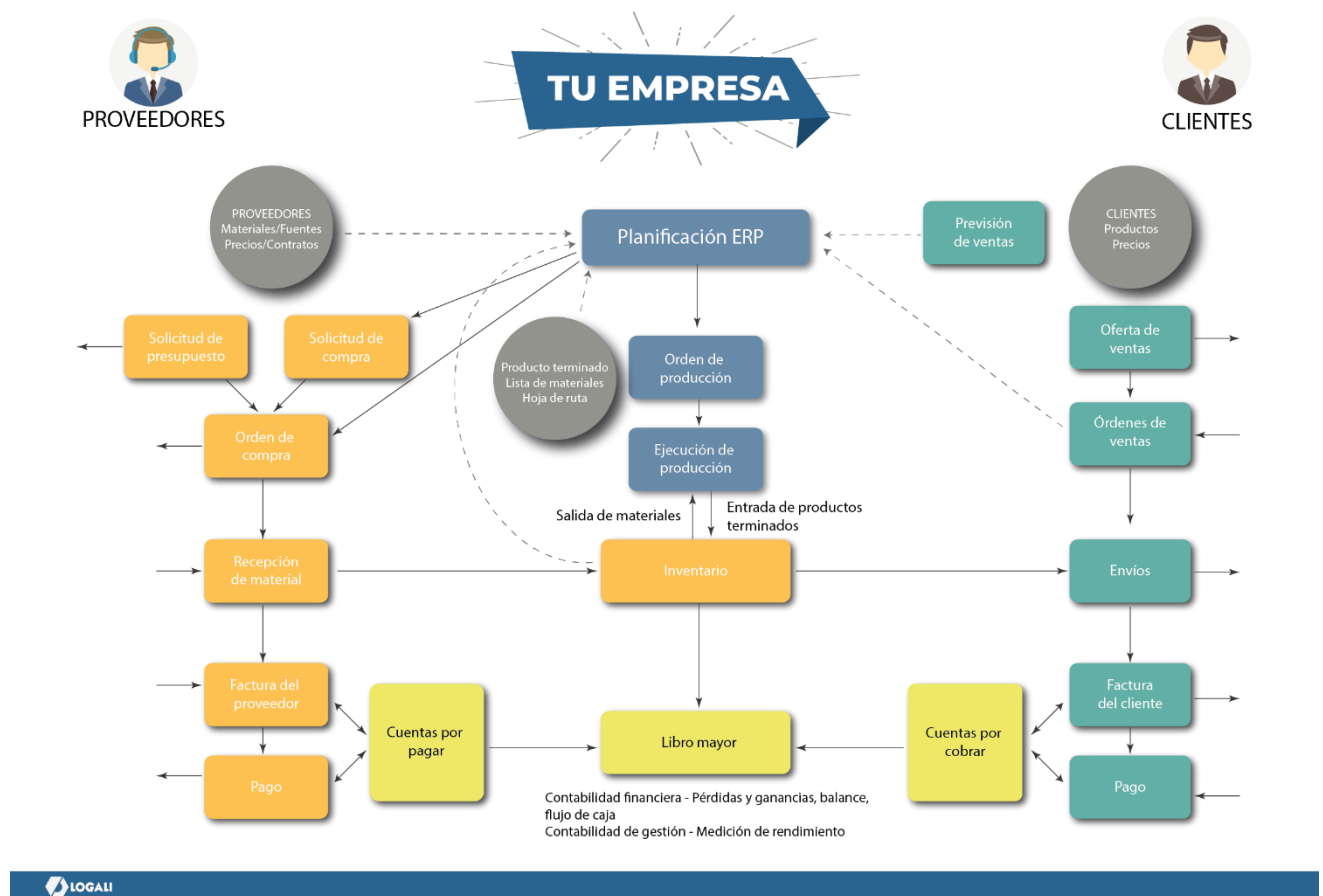 TU EMPRESA
PROVEEDORES
CLIENTES
PROVEEDORES
Materiales/Fuentes
Precios/Contratos
Planificación ERP
Previsión
de ventas
CLIENTES
Productos
Precios
Solicitud de
presupuesto
Solicitud de
compra
Producto terminado
Lista de materiales
Hoja de ruta
Orden de
producción
Oferta de
ventas
Orden de
compra
Ejecución de
producción
Órdenes de
ventas
Salida de materiales
Entrada de productos
terminados
Recepción
de material
Inventario
Envíos
Factura del
proveedor
Cuentas por
pagar
Libro mayor
Cuentas por
cobrar
Factura
del cliente
Pago
Pago
Contabilidad financiera - Pérdidas y ganancias, balance,
flujo de caja
Contabilidad de gestión - Medición de rendimiento
LOGALI